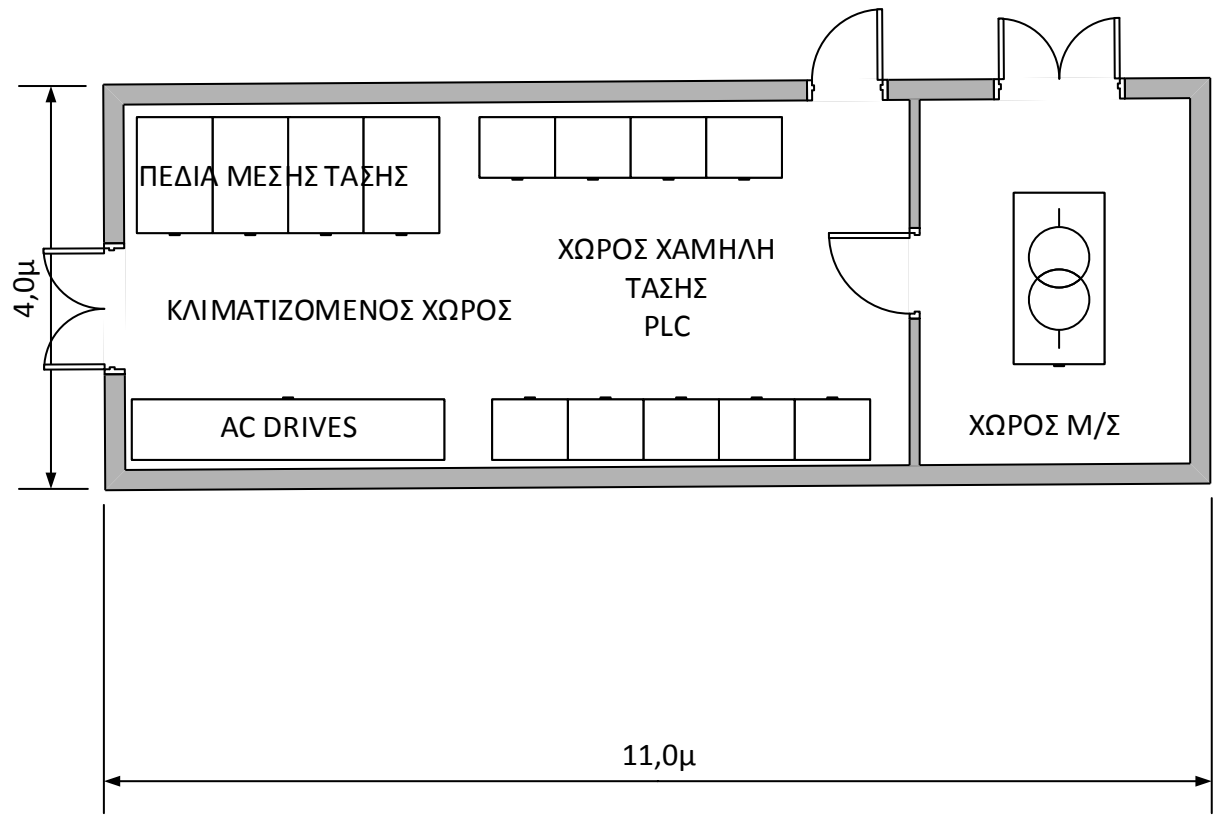 ΠΕΔΙΑ ΜΕΣΗΣ ΤΑΣΗΣ
ΧΩΡΟΣ ΧΑΜΗΛΗ
ΤΑΣΗΣ
PLC
4,0μ
ΚΛΙΜΑΤΙΖΟΜΕΝΟΣ ΧΩΡΟΣ
AC DRIVES
ΧΩΡΟΣ Μ/Σ
11,0μ